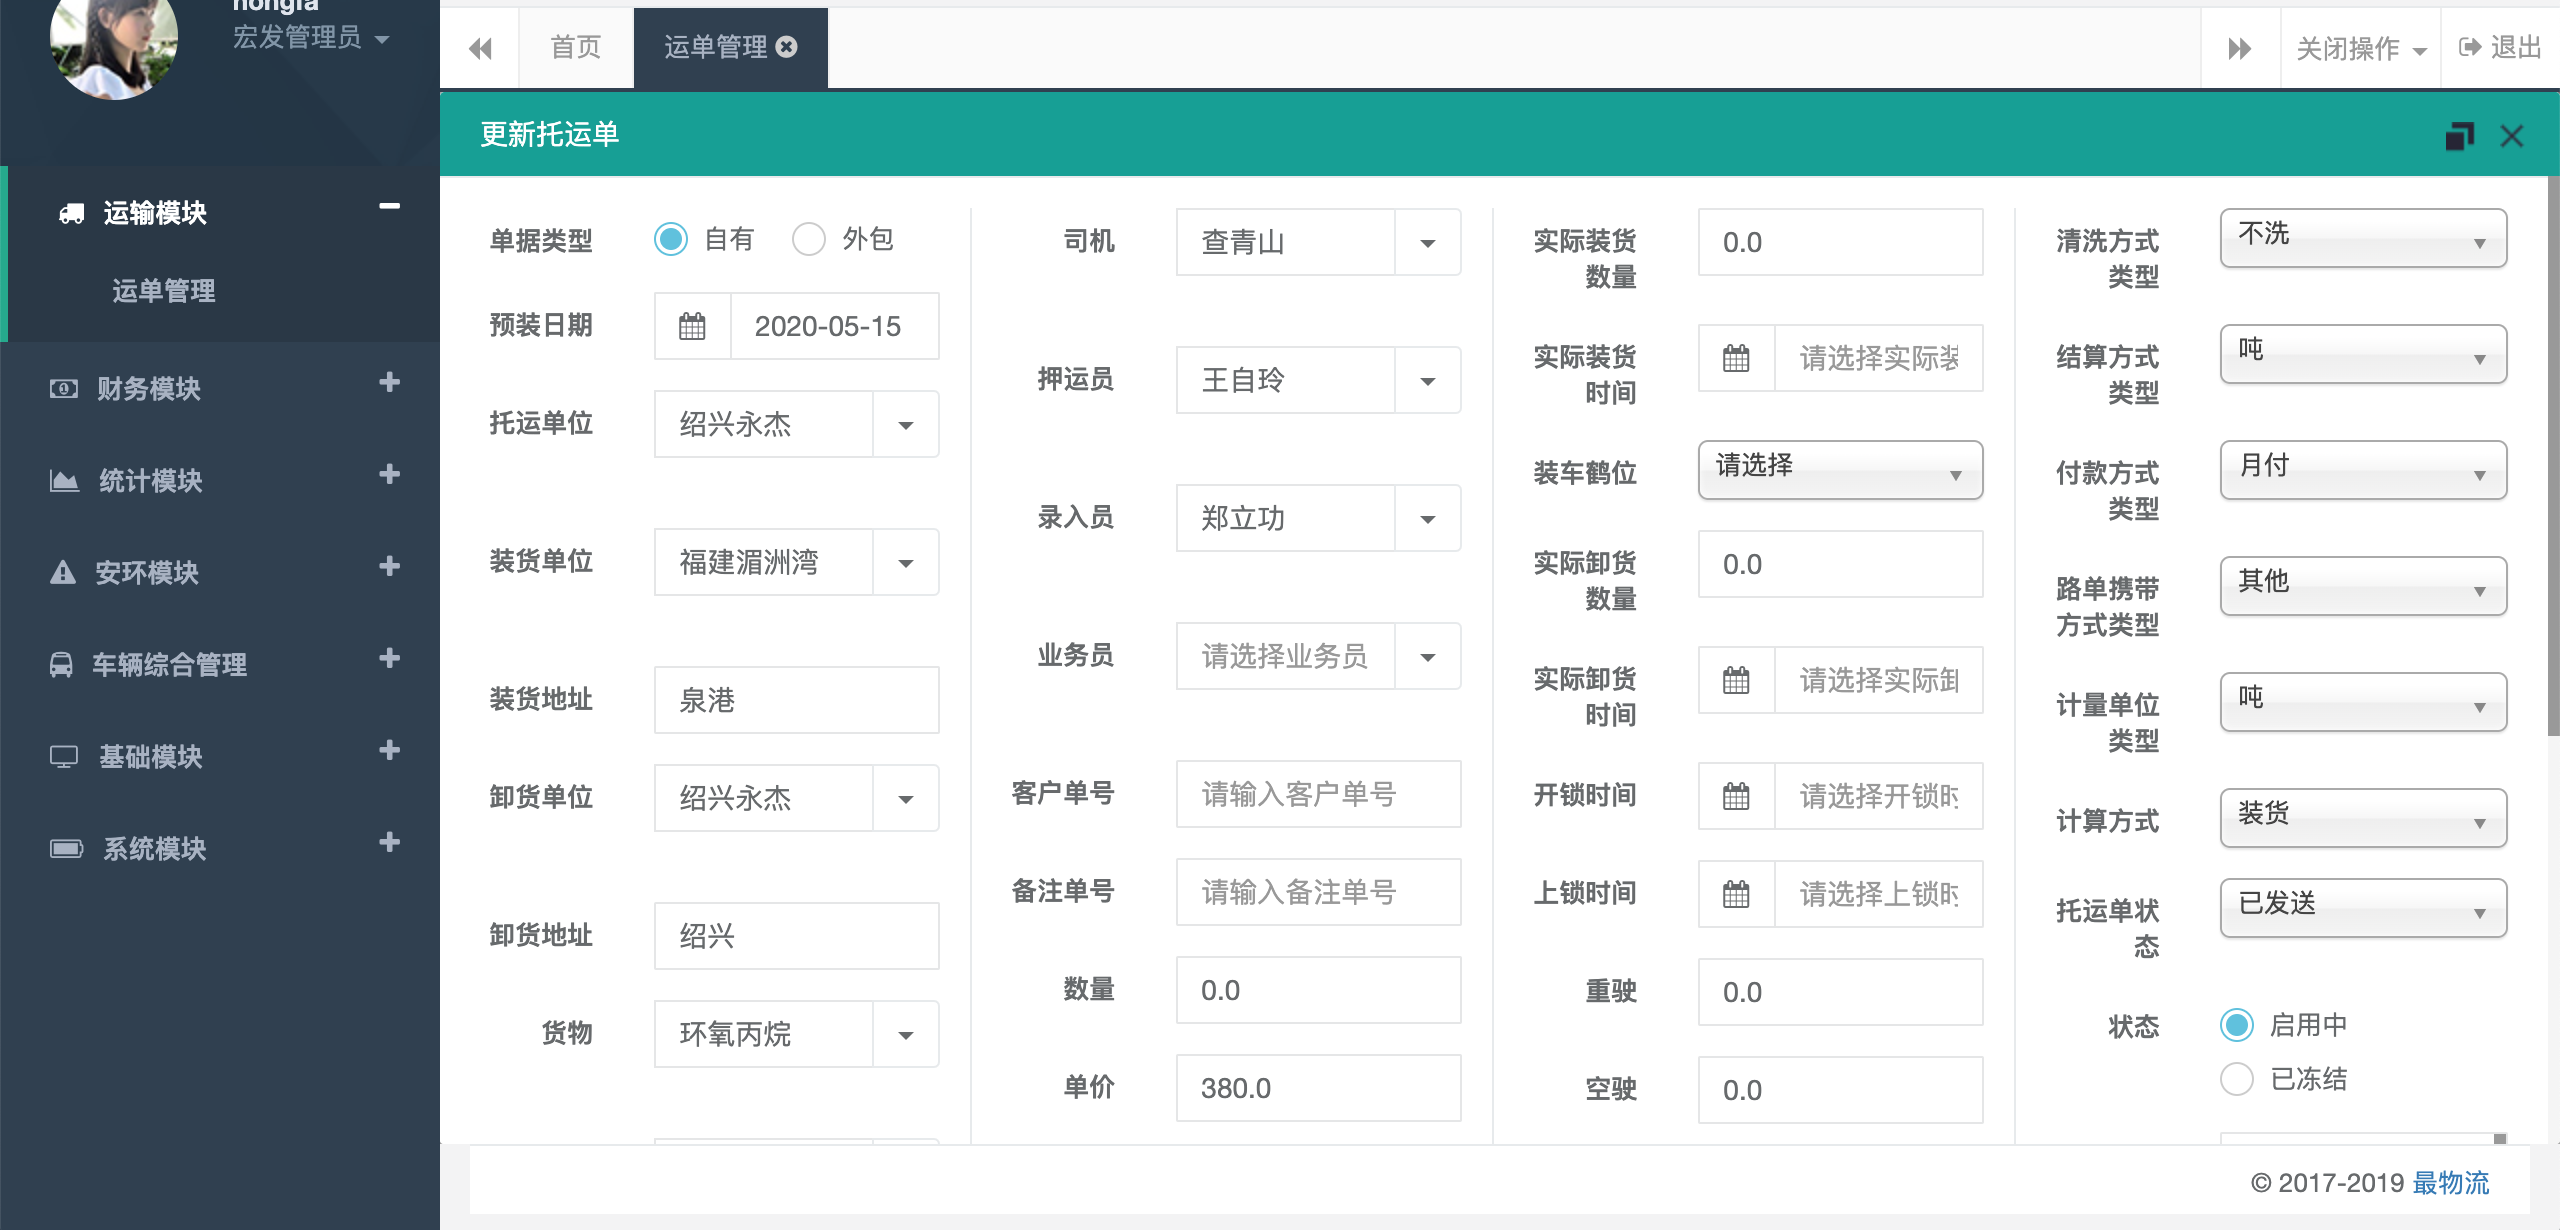 宏发管理员
首页
运单管理
关闭操作
退出
更新托运单
运输模块
运单管理
财务模块
统计模块
安环模块
车辆综合管理
基础模块
系统模块
单据类型 自有 外包
预装日期 2020-05-15
托运单位 绍兴永杰
装货单位 福建湄洲湾
装货地址 泉港
卸货单位 绍兴永杰
卸货地址 绍兴
货物 环氧丙烷
司机 查青山
押运员 王自玲
录入员 郑立功
业务员 请选择业务员
客户单号 请输入客户单号
备注单号 请输入备注单号
数量 0.0
单价 380.0
实际装货
数量
0.0
实际装货
时间
请选择实际装
装车鹤位 请选择
实际卸货
数量
0.0
实际卸货
时间
请选择实际卸
开锁时间 请选择开锁时
上锁时间 请选择上锁时
重驶 0.0
空驶 0.0
清洗方式
类型
不洗
结算方式
类型
吨
付款方式
类型
月付
路单携带
方式类型
其他
计量单位
类型
吨
计算方式 装货
托运单状
态
已发送
状态 启用中
已冻结
© 2017-2019 最物流